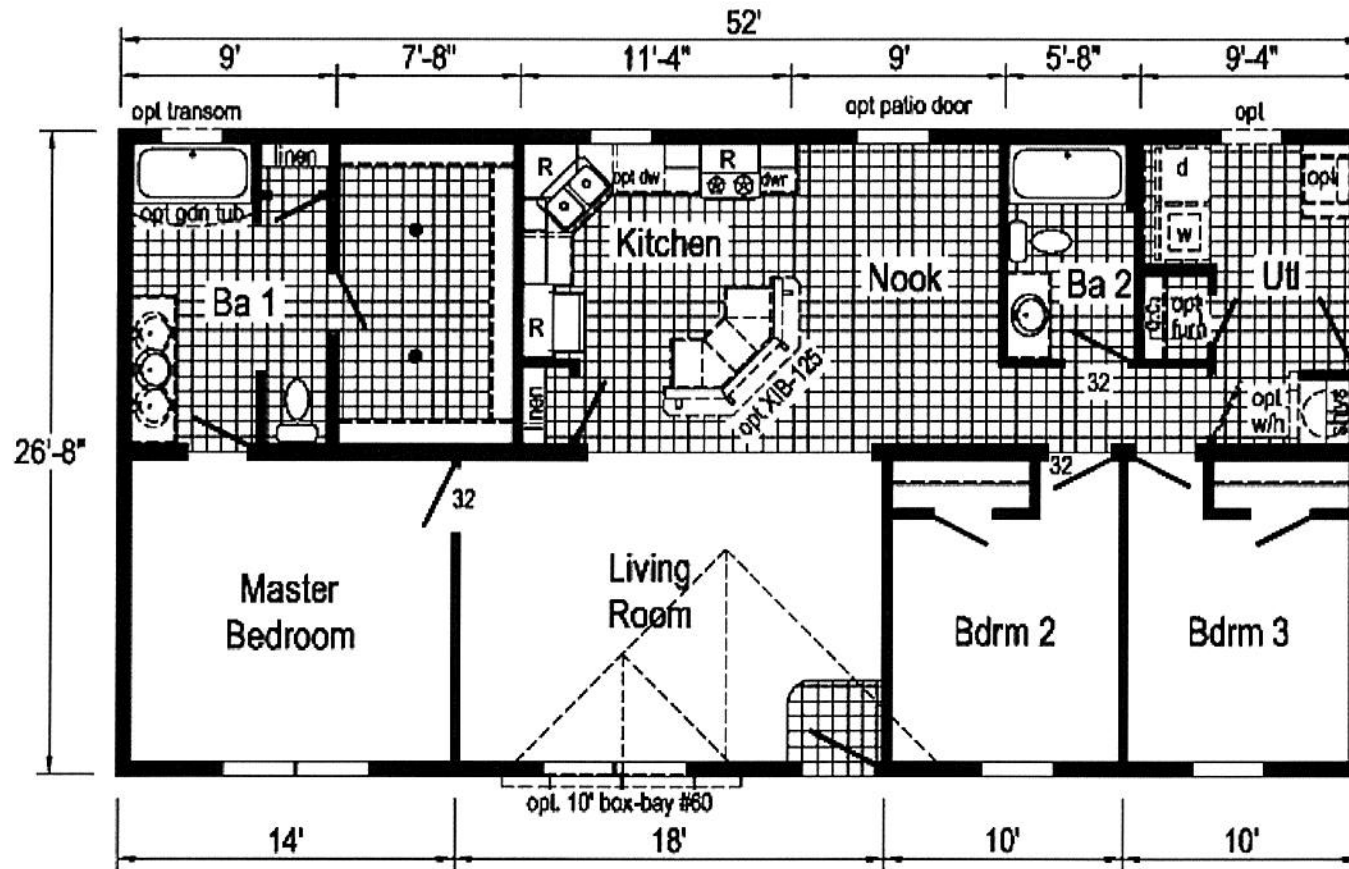 52'
9'
7'-8"
11'-4"
9'
5'-8"
9'-4"
opt transom
opt patio door
opt
linen
R
opt dw
R
dwr
d
opt
opt gdn tub
w
Kitchen
Nook
Ba 1
Ba 2
Utl
R
opt
furn
opt XIB-125
32
linen
opt
w/h
26'-8"
32
32
Master
Bedroom
Living
Room
Bdrm 2
Bdrm 3
opt. 10' box-bay #60
14'
18'
10'
10'